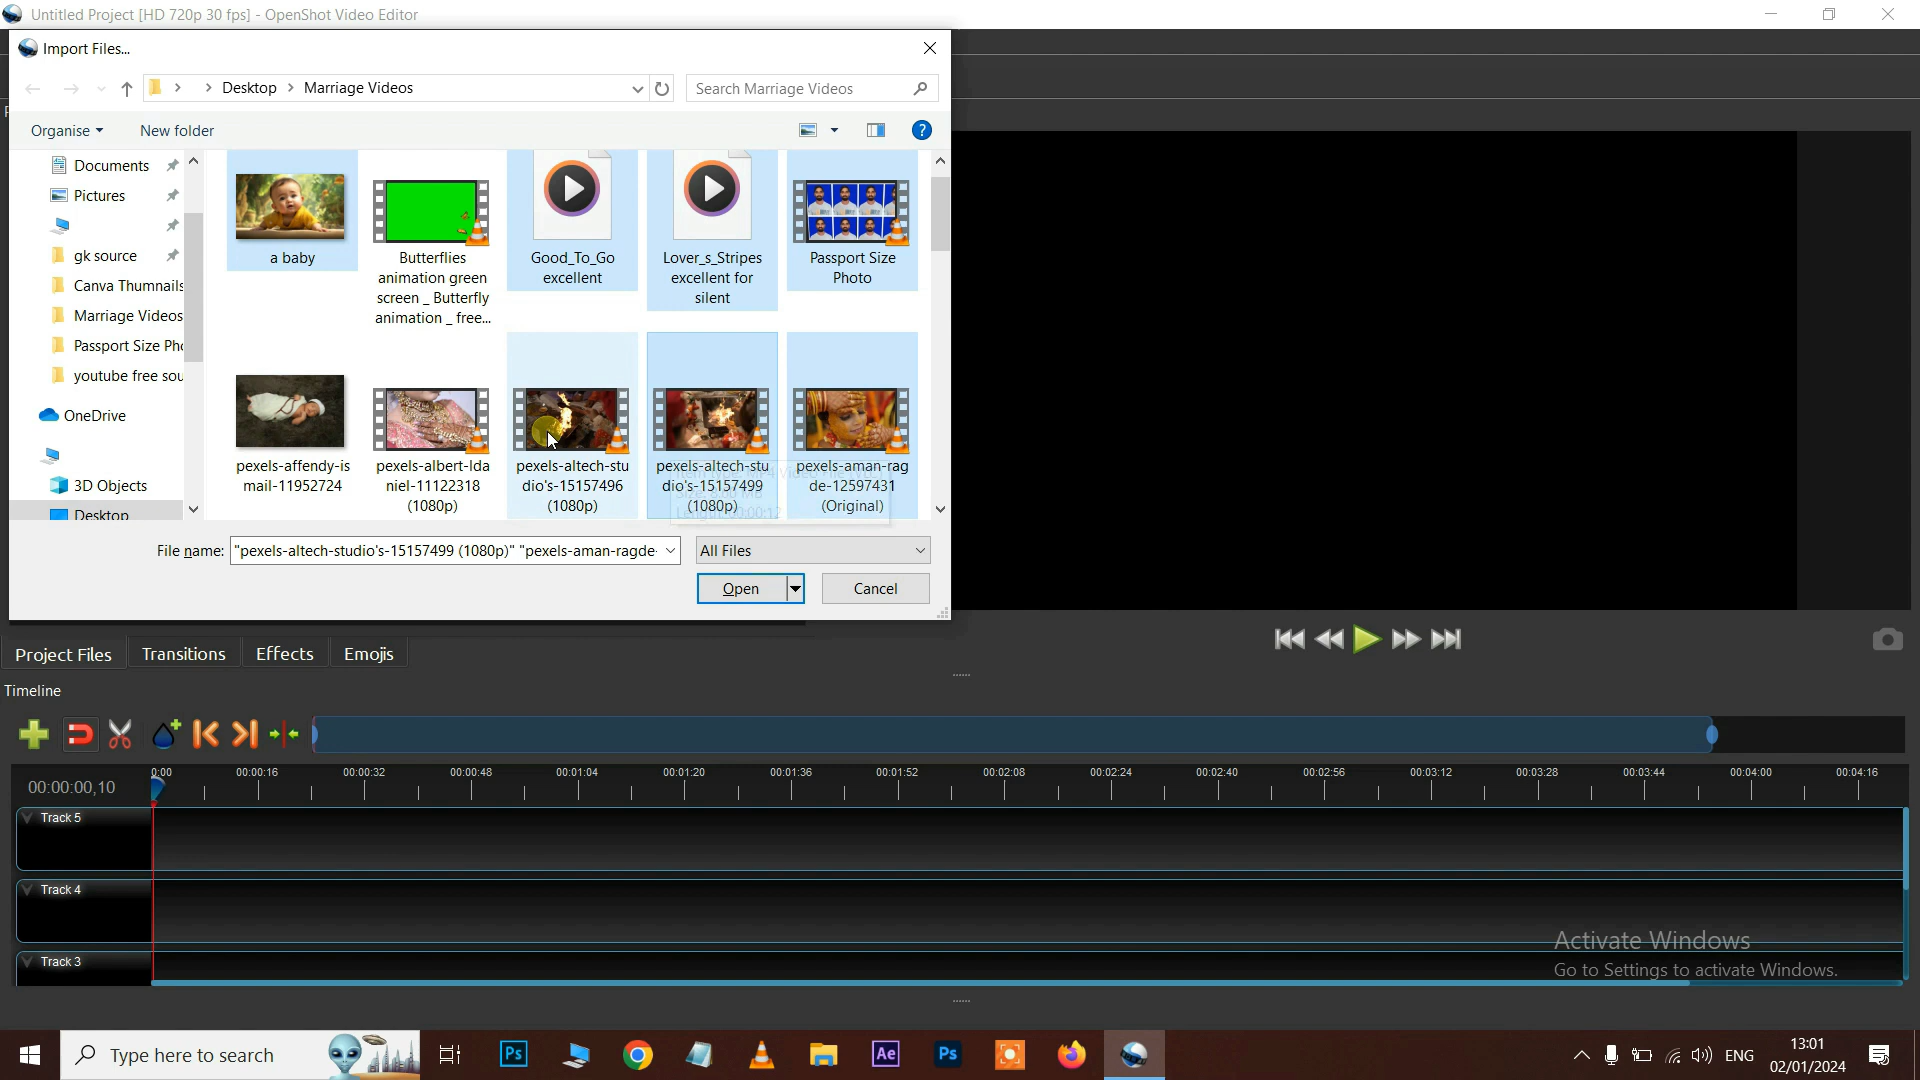 Untitled Project [HD 720p 30 fps] - OpenShot Video Editor
Import Files...
Desktop
Marriage Videos
Search Marriage Videos
Organise
New folder
Documents
Pictures
gk source
Canva Thumnails
Marriage Videos
Passport Size Pho
youtube free sou
OneDrive
3D Objects
Desktop
a baby
Butterflies
animation green
screen _ Butterfly
animation _ free...
Good_To_Go
excellent
Lover_s_Stripes
excellent for
silent
Passport Size
Photo
pexels-affendy-is
mail-11952724
pexels-albert-lda
niel-11122318
(1080p)
pexels-altech-stu
dio's-15157496
(1080p)
pexels-altech-stu
dio's-15157499
(1080p)
pexels-aman-rag
de-12597431
(Original)
File name:
"pexels-altech-studio's-15157499 (1080p)" "pexels-aman-ragde-
All Files
Open
Cancel
Project Files
Transitions
Effects
Emojis
Timeline
00:00:00,10
0:00
00:00:16
00:00:32
00:00:48
00:01:04
00:01:20
00:01:36
00:01:52
00:02:08
00:02:24
00:02:40
00:02:56
00:03:12
00:03:28
00:03:44
00:04:00
00:04:16
Track 5
Track 4
Track 3
Activate Windows
Go to Settings to activate Windows.
Type here to search
Ps
Ae
Ps
ENG
13:01
02/01/2024